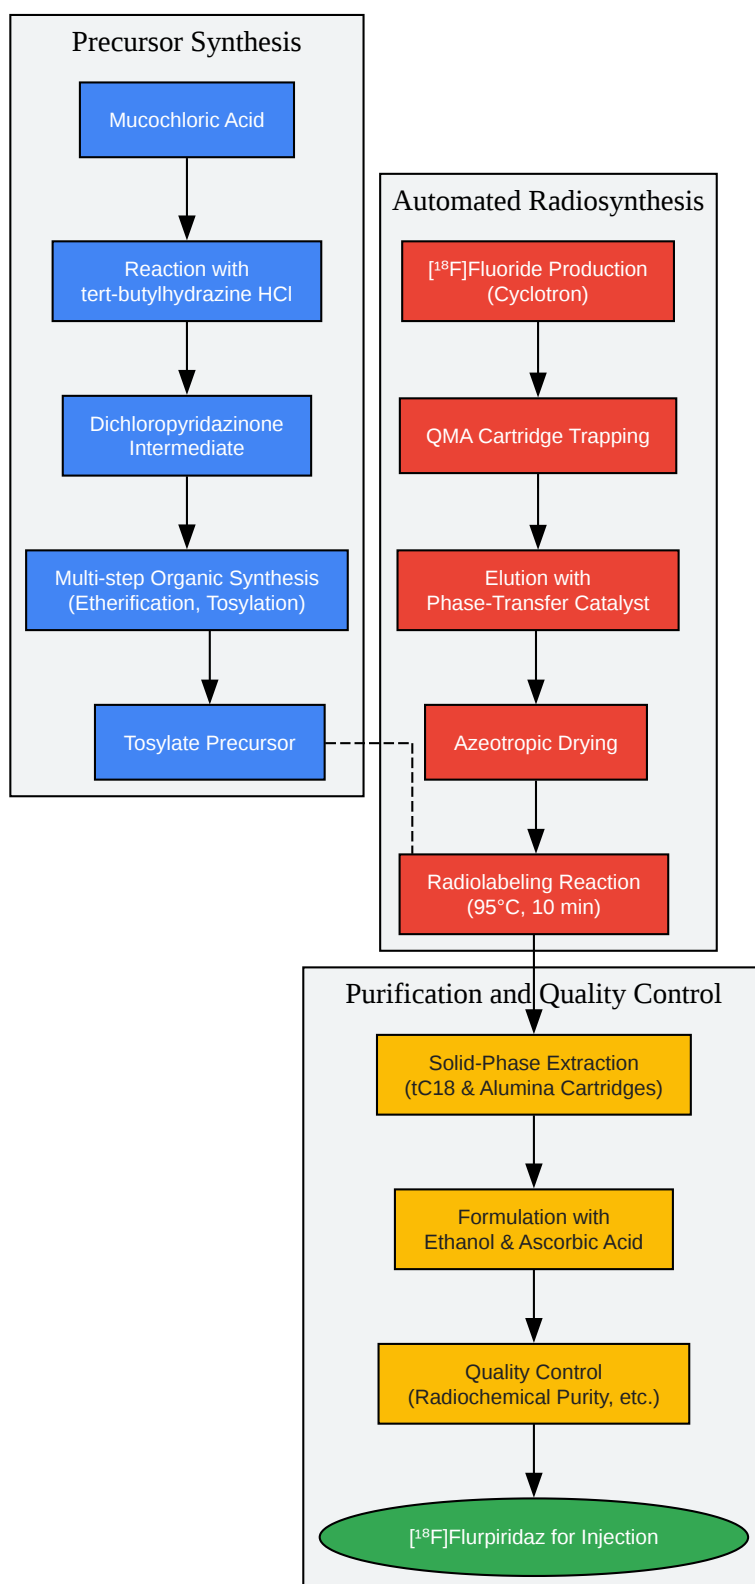 Precursor Synthesis
Mucochloric Acid
Reaction with
tert-butylhydrazine HCl
Dichloropyridazinone
Intermediate
Multi-step Organic Synthesis
(Etherification, Tosylation)
Tosylate Precursor
Automated Radiosynthesis
[¹⁸F]Fluoride Production
(Cyclotron)
QMA Cartridge Trapping
Elution with
Phase-Transfer Catalyst
Azeotropic Drying
Radiolabeling Reaction
(95°C, 10 min)
Purification and Quality Control
Solid-Phase Extraction
(tC18 & Alumina Cartridges)
Formulation with
Ethanol & Ascorbic Acid
Quality Control
(Radiochemical Purity, etc.)
[¹⁸F]Flurpiridaz for Injection